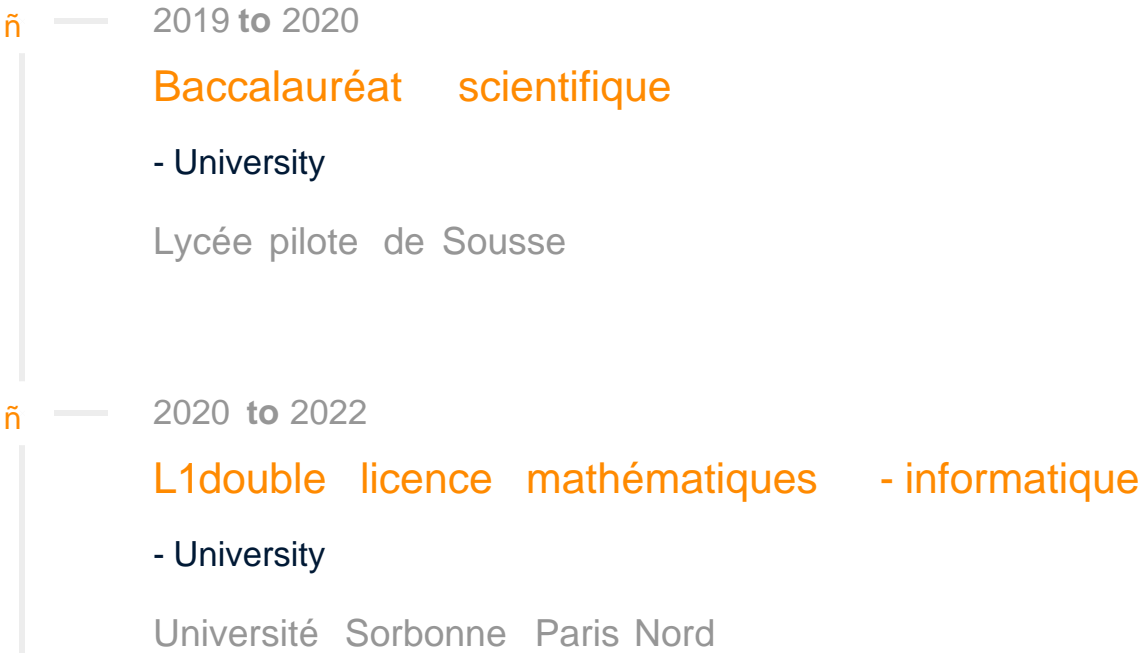 ñ 2019 to 2020
Baccalauréat scientifique
- University
Lycée pilote de Sousse
ñ 2020 to 2022
L1double licence mathématiques - informatique
- University
Université Sorbonne Paris Nord